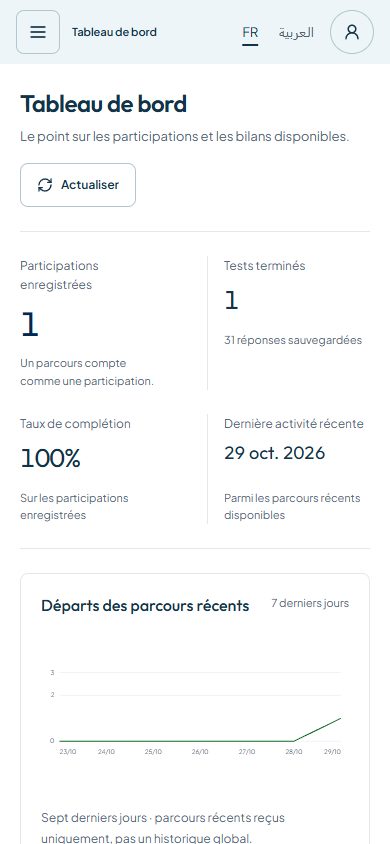 Tableau de bord
FR
العربية
Tableau de bord
Le point sur les participations et les bilans disponibles.
Actualiser
Participations
enregistrées
1
Un parcours compte
comme une participation.
Tests terminés
1
31 réponses sauvegardées
Taux de complétion
100%
Sur les participations
enregistrées
Dernière activité récente
29 oct. 2026
Parmi les parcours récents
disponibles
Départs des parcours récents
7 derniers jours
3
2
0
23/10 24/10 25/10 26/10 27/10 28/10 29/10
Sept derniers jours · parcours récents reçus
uniquement, pas un historique global.